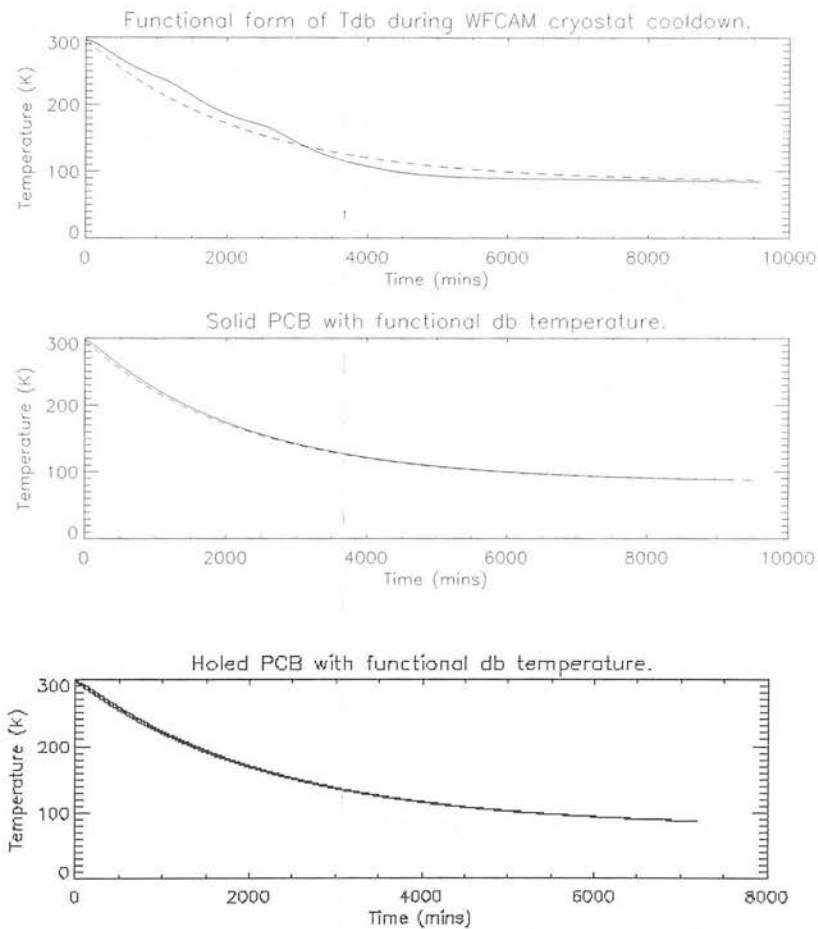 Functional form of Tdb during WFCAM cryostat cooldown.
300
200
100
0
Temperature (K)
0 2000 4000 6000 8000 10000
Time (mins)
Solid PCB with functional db temperature.
300
200
100
0
Temperature (K)
0 2000 4000 6000 8000 10000
Time (mins)
Holed PCB with functional db temperature.
300
200
100
0
Temperature (K)
0 2000 4000 6000 8000
Time (mins)